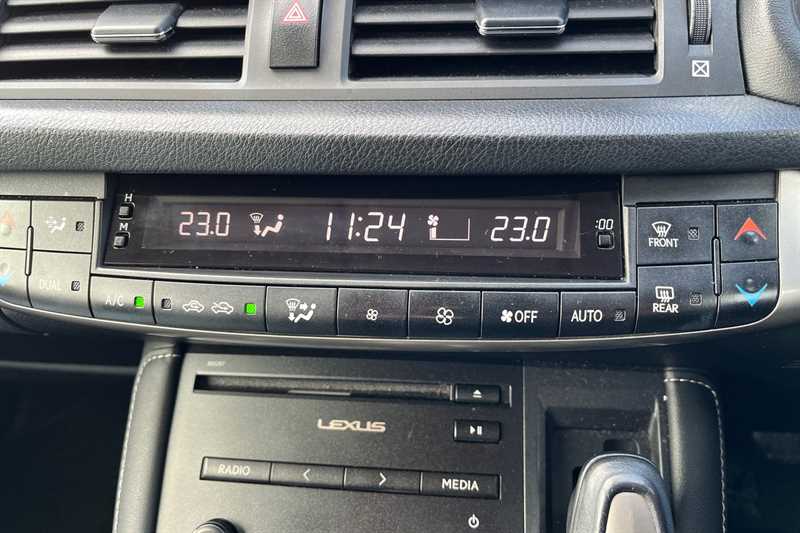 H
23.0 11:24 23.0 :00
M
FRONT
DUAL A/C OFF AUTO REAR
LEXUS
RADIO < > MEDIA